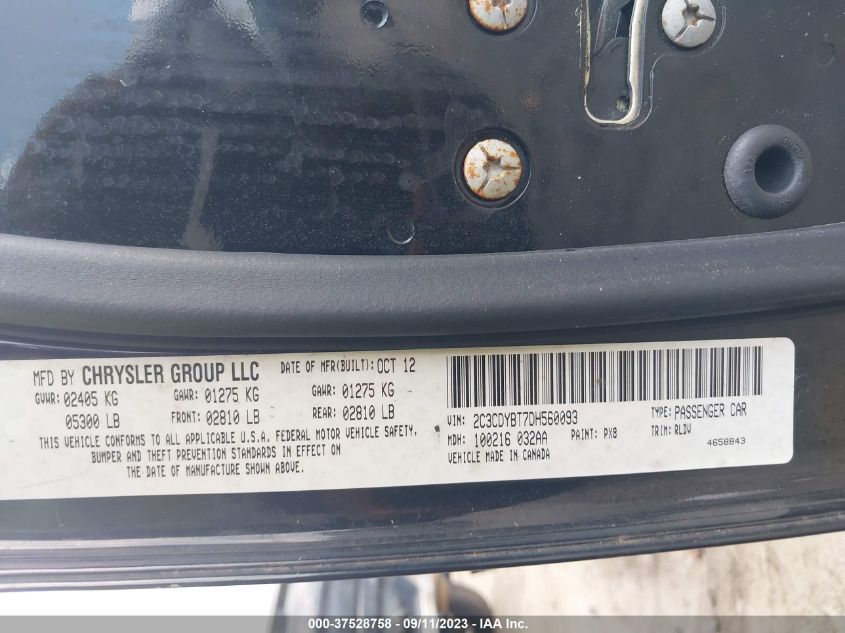 MFD BY CHRYSLER GROUP LLC DATE OF MFR(BUILT): OCT 12
GVWR: 02405 KG GAWR: 01275 KG GAWR: 01275 KG
05300 LB FRONT: 02810 LB REAR: 02810 LB
THIS VEHICLE CONFORMS TO ALL APPLICABLE U.S.A. FEDERAL MOTOR VEHICLE SAFETY,
BUMPER AND THEFT PREVENTION STANDARDS IN EFFECT ON
THE DATE OF MANUFACTURE SHOWN ABOVE.
VIN: 2C3CDYBT7DH560093 TYPE: PASSENGER CAR
MDH: 100216 032AA PAINT: PX8 TRIM: RLDV
VEHICLE MADE IN CANADA 4658843
000-37528758 - 09/11/2023 - IAA Inc.